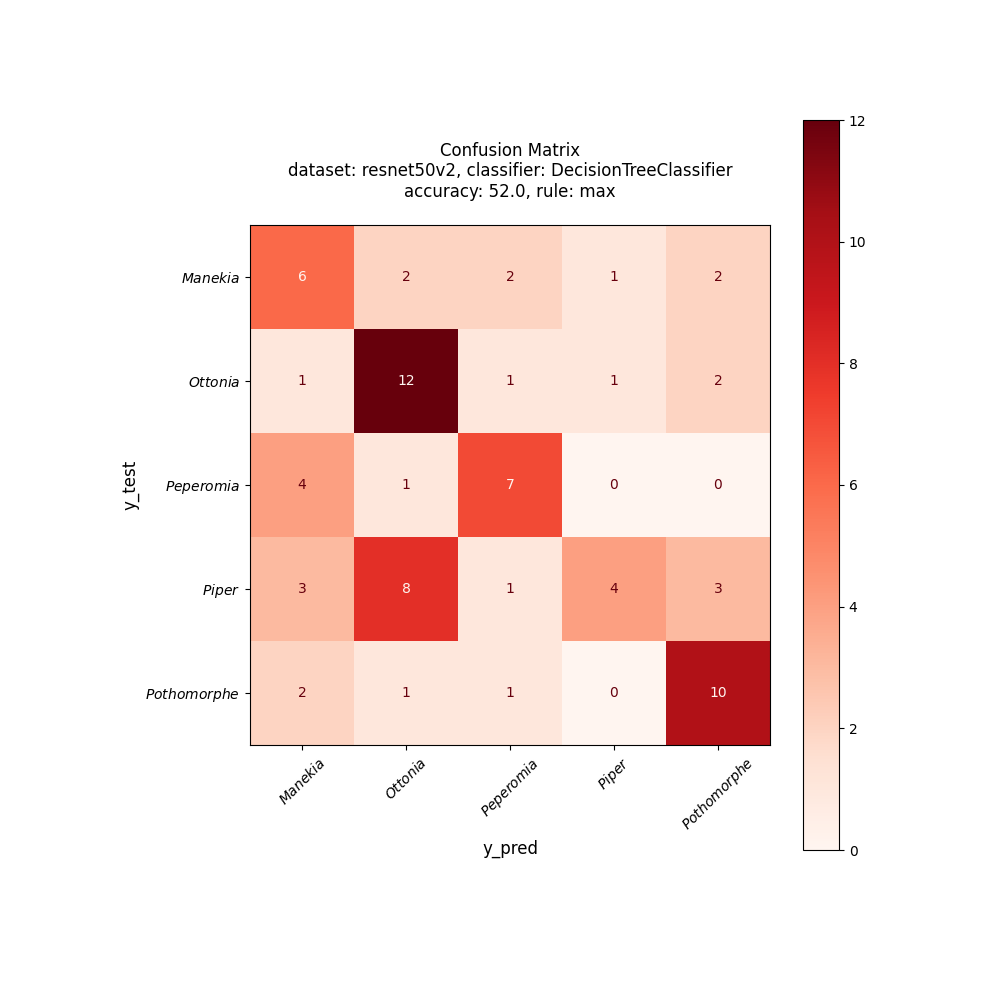 Confusion Matrix
dataset: resnet50v2, classifier: DecisionTreeClassifier
accuracy: 52.0, rule: max
y_test
Manekia 6 2 2 1 2
Ottonia 1 12 1 1 2
Peperomia 4 1 7 0 0
Piper 3 8 1 4 3
Pothomorphe 2 1 1 0 10
Manekia Ottonia Peperomia Piper Pothomorphe
y_pred
12
10
8
6
4
2
0